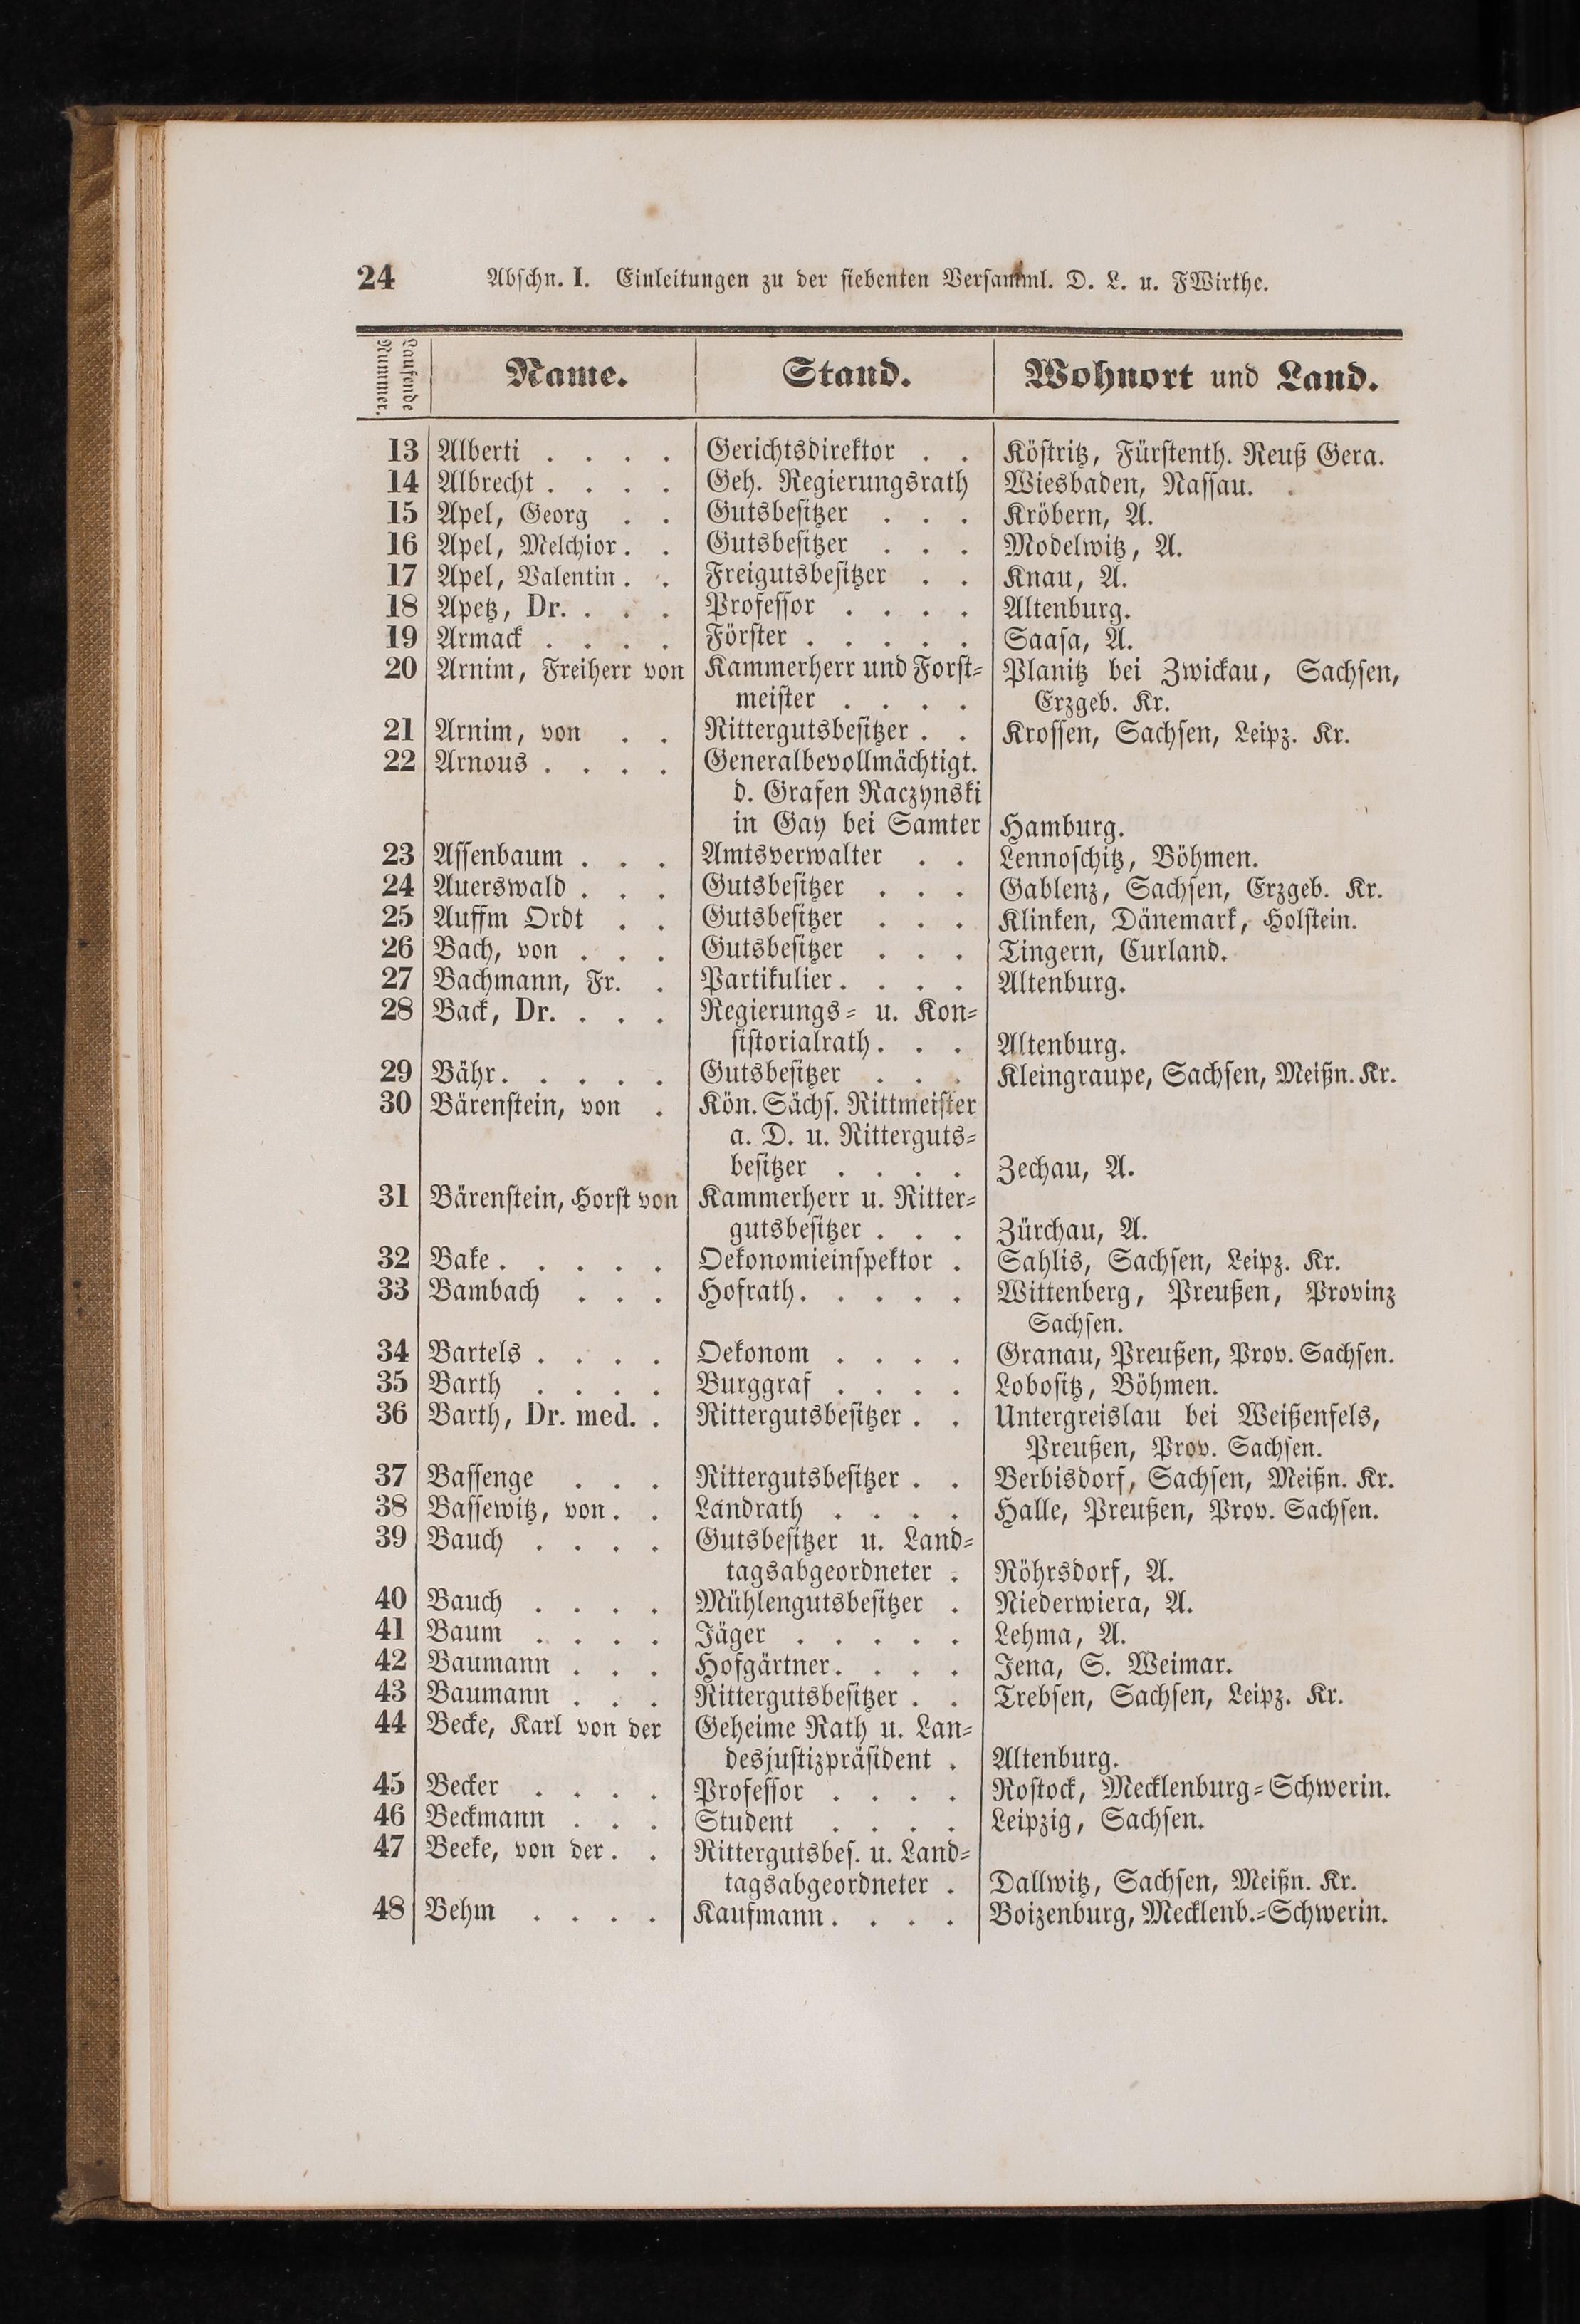 24 Abschn. I. Einleitungen zu der siebenten Versamml. D. L. u. FWirthe.
Laufende Nummer. Name. Stand. Wohnort und Land.
13 Alberti . . . . Gerichtsdirektor . . Köstritz, Fürstenth. Reuß Gera.
14 Albrecht . . . . Geh. Regierungsrath Wiesbaden, Nassau.
15 Apel, Georg . . Gutsbesitzer . . . Kröbern, A.
16 Apel, Melchior . . Gutsbesitzer . . . Modelwitz, A.
17 Apel, Valentin . . Freigutsbesitzer . . Knau, A.
18 Apetz, Dr. . . . Professor . . . . Altenburg.
19 Armack . . . . Förster . . . . . Saasa, A.
20 Arnim, Freiherr von Kammerherr und Forst- Planitz bei Zwickau, Sachsen,
meister . . . . Erzgeb. Kr.
21 Arnim, von . . Rittergutsbesitzer . . Krossen, Sachsen, Leipz. Kr.
22 Arnous . . . . Generalbevollmächtigt.
d. Grafen Raczynski
in Gay bei Samter Hamburg.
23 Assenbaum . . . Amtsverwalter . . Lennoschitz, Böhmen.
24 Auerswald . . . Gutsbesitzer . . . Gablenz, Sachsen, Erzgeb. Kr.
25 Auffm Ordt . . Gutsbesitzer . . . Klinken, Dänemark, Holstein.
26 Bach, von . . . Gutsbesitzer . . . Tingern, Curland.
27 Bachmann, Fr. . Partikulier . . . . Altenburg.
28 Back, Dr. . . . Regierungs- u. Kon-
sistorialrath . . . Altenburg.
29 Bähr . . . . . Gutsbesitzer . . . Kleingraupe, Sachsen, Meißn. Kr.
30 Bärenstein, von . Kön. Sächs. Rittmeister
a. D. u. Ritterguts-
besitzer . . . . Zechau, A.
31 Bärenstein, Horst von Kammerherr u. Ritter-
gutsbesitzer . . . Zürchau, A.
32 Bake . . . . . Oekonomieinspektor . Sahlis, Sachsen, Leipz. Kr.
33 Bambach . . . Hofrath . . . . . Wittenberg, Preußen, Provinz
Sachsen.
34 Bartels . . . . Oekonom . . . . Granau, Preußen, Prov. Sachsen.
35 Barth . . . . Burggraf . . . . Lobositz, Böhmen.
36 Barth, Dr. med. . Rittergutsbesitzer . . Untergreislau bei Weißenfels,
Preußen, Prov. Sachsen.
37 Bassenge . . . Rittergutsbesitzer . . Berbisdorf, Sachsen, Meißn. Kr.
38 Bassewitz, von . . Landrath . . . . Halle, Preußen, Prov. Sachsen.
39 Bauch . . . . Gutsbesitzer u. Land-
tagsabgeordneter . Röhrsdorf, A.
40 Bauch . . . . Mühlengutsbesitzer . Niederwiera, A.
41 Baum . . . . Jäger . . . . . Lehma, A.
42 Baumann . . . Hofgärtner . . . . Jena, S. Weimar.
43 Baumann . . . Rittergutsbesitzer . . Trebsen, Sachsen, Leipz. Kr.
44 Becke, Karl von der Geheime Rath u. Lan-
desjustizpräsident . Altenburg.
45 Becker . . . . Professor . . . . Rostock, Mecklenburg-Schwerin.
46 Beckmann . . . Student . . . . Leipzig, Sachsen.
47 Beeke, von der . . Rittergutsbes. u. Land-
tagsabgeordneter . Dallwitz, Sachsen, Meißn. Kr.
48 Behm . . . . Kaufmann . . . . Boizenburg, Mecklenb.-Schwerin.